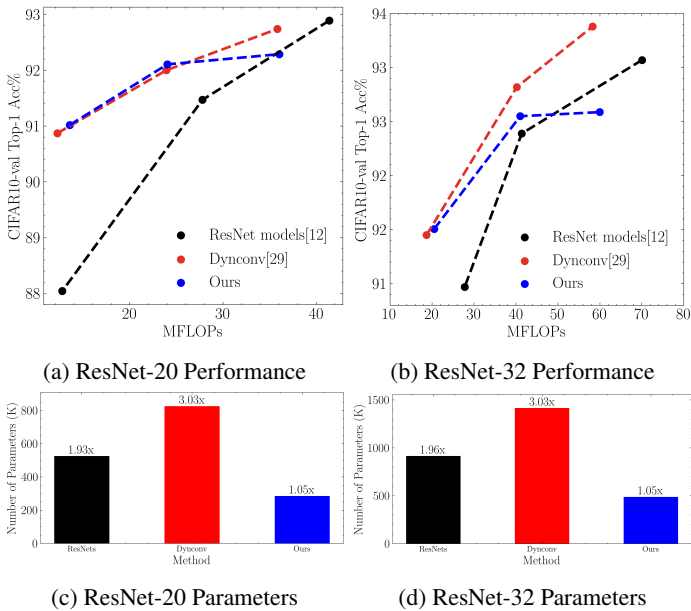 93
92
91
90
89
88
CIFAR10-val Top-1 Acc%
ResNet models[12]
Dynconv[29]
Ours
20
30
40
MFLOPs
(a) ResNet-20 Performance
94
93
93
92
92
91
CIFAR10-val Top-1 Acc%
ResNet models[12]
Dynconv[29]
Ours
10
20
30
40
50
60
70
80
MFLOPs
(b) ResNet-32 Performance
800
600
400
200
0
Number of Parameters (K)
1.93x
3.03x
1.05x
ResNets
Dynconv
Ours
Method
(c) ResNet-20 Parameters
1500
1000
500
0
Number of Parameters (K)
1.96x
3.03x
1.05x
ResNets
Dynconv
Ours
Method
(d) ResNet-32 Parameters